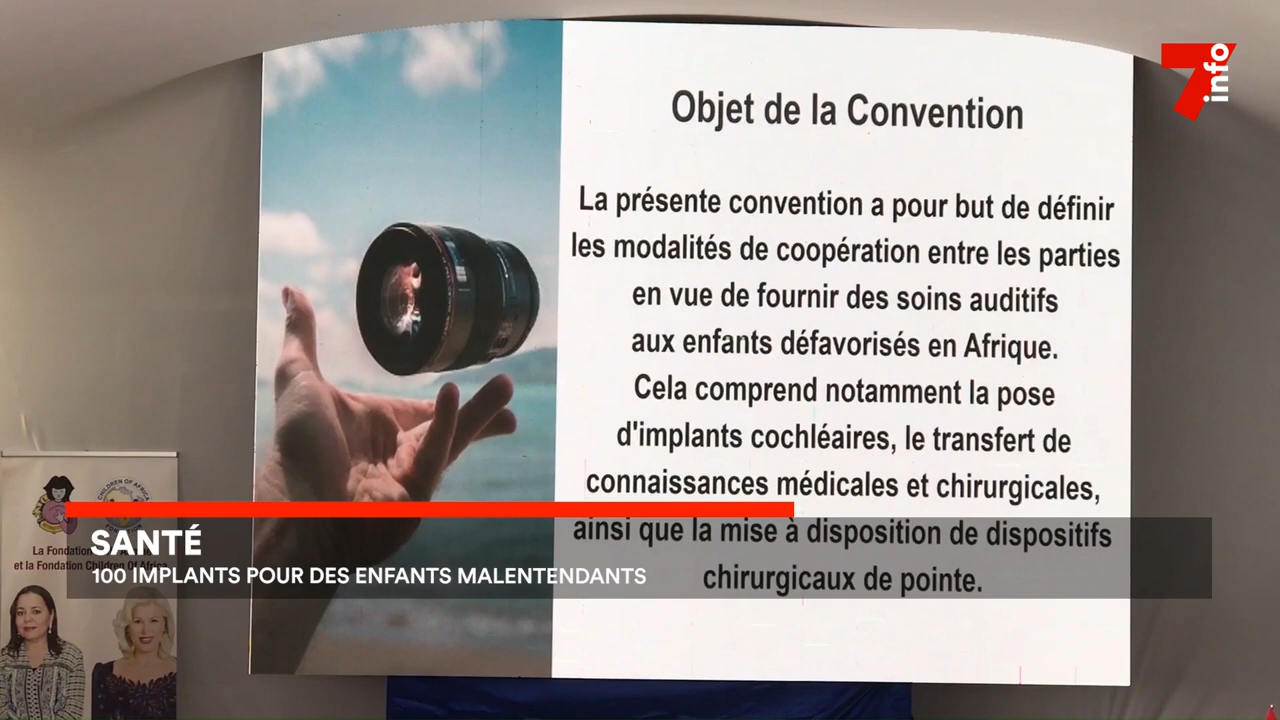 7
info
Objet de la Convention
La présente convention a pour but de définir
les modalités de coopération entre les parties
en vue de fournir des soins auditifs
aux enfants défavorisés en Afrique.
Cela comprend notamment la pose
d'implants cochléaires, le transfert de
connaissances médicales et chirurgicales,
ainsi que la mise à disposition de dispositifs
chirurgicaux de pointe.
CHILDREN OF AFRICA
La Fondation
et la Fondation Children Of Africa
SANTÉ
100 IMPLANTS POUR DES ENFANTS MALENTENDANTS